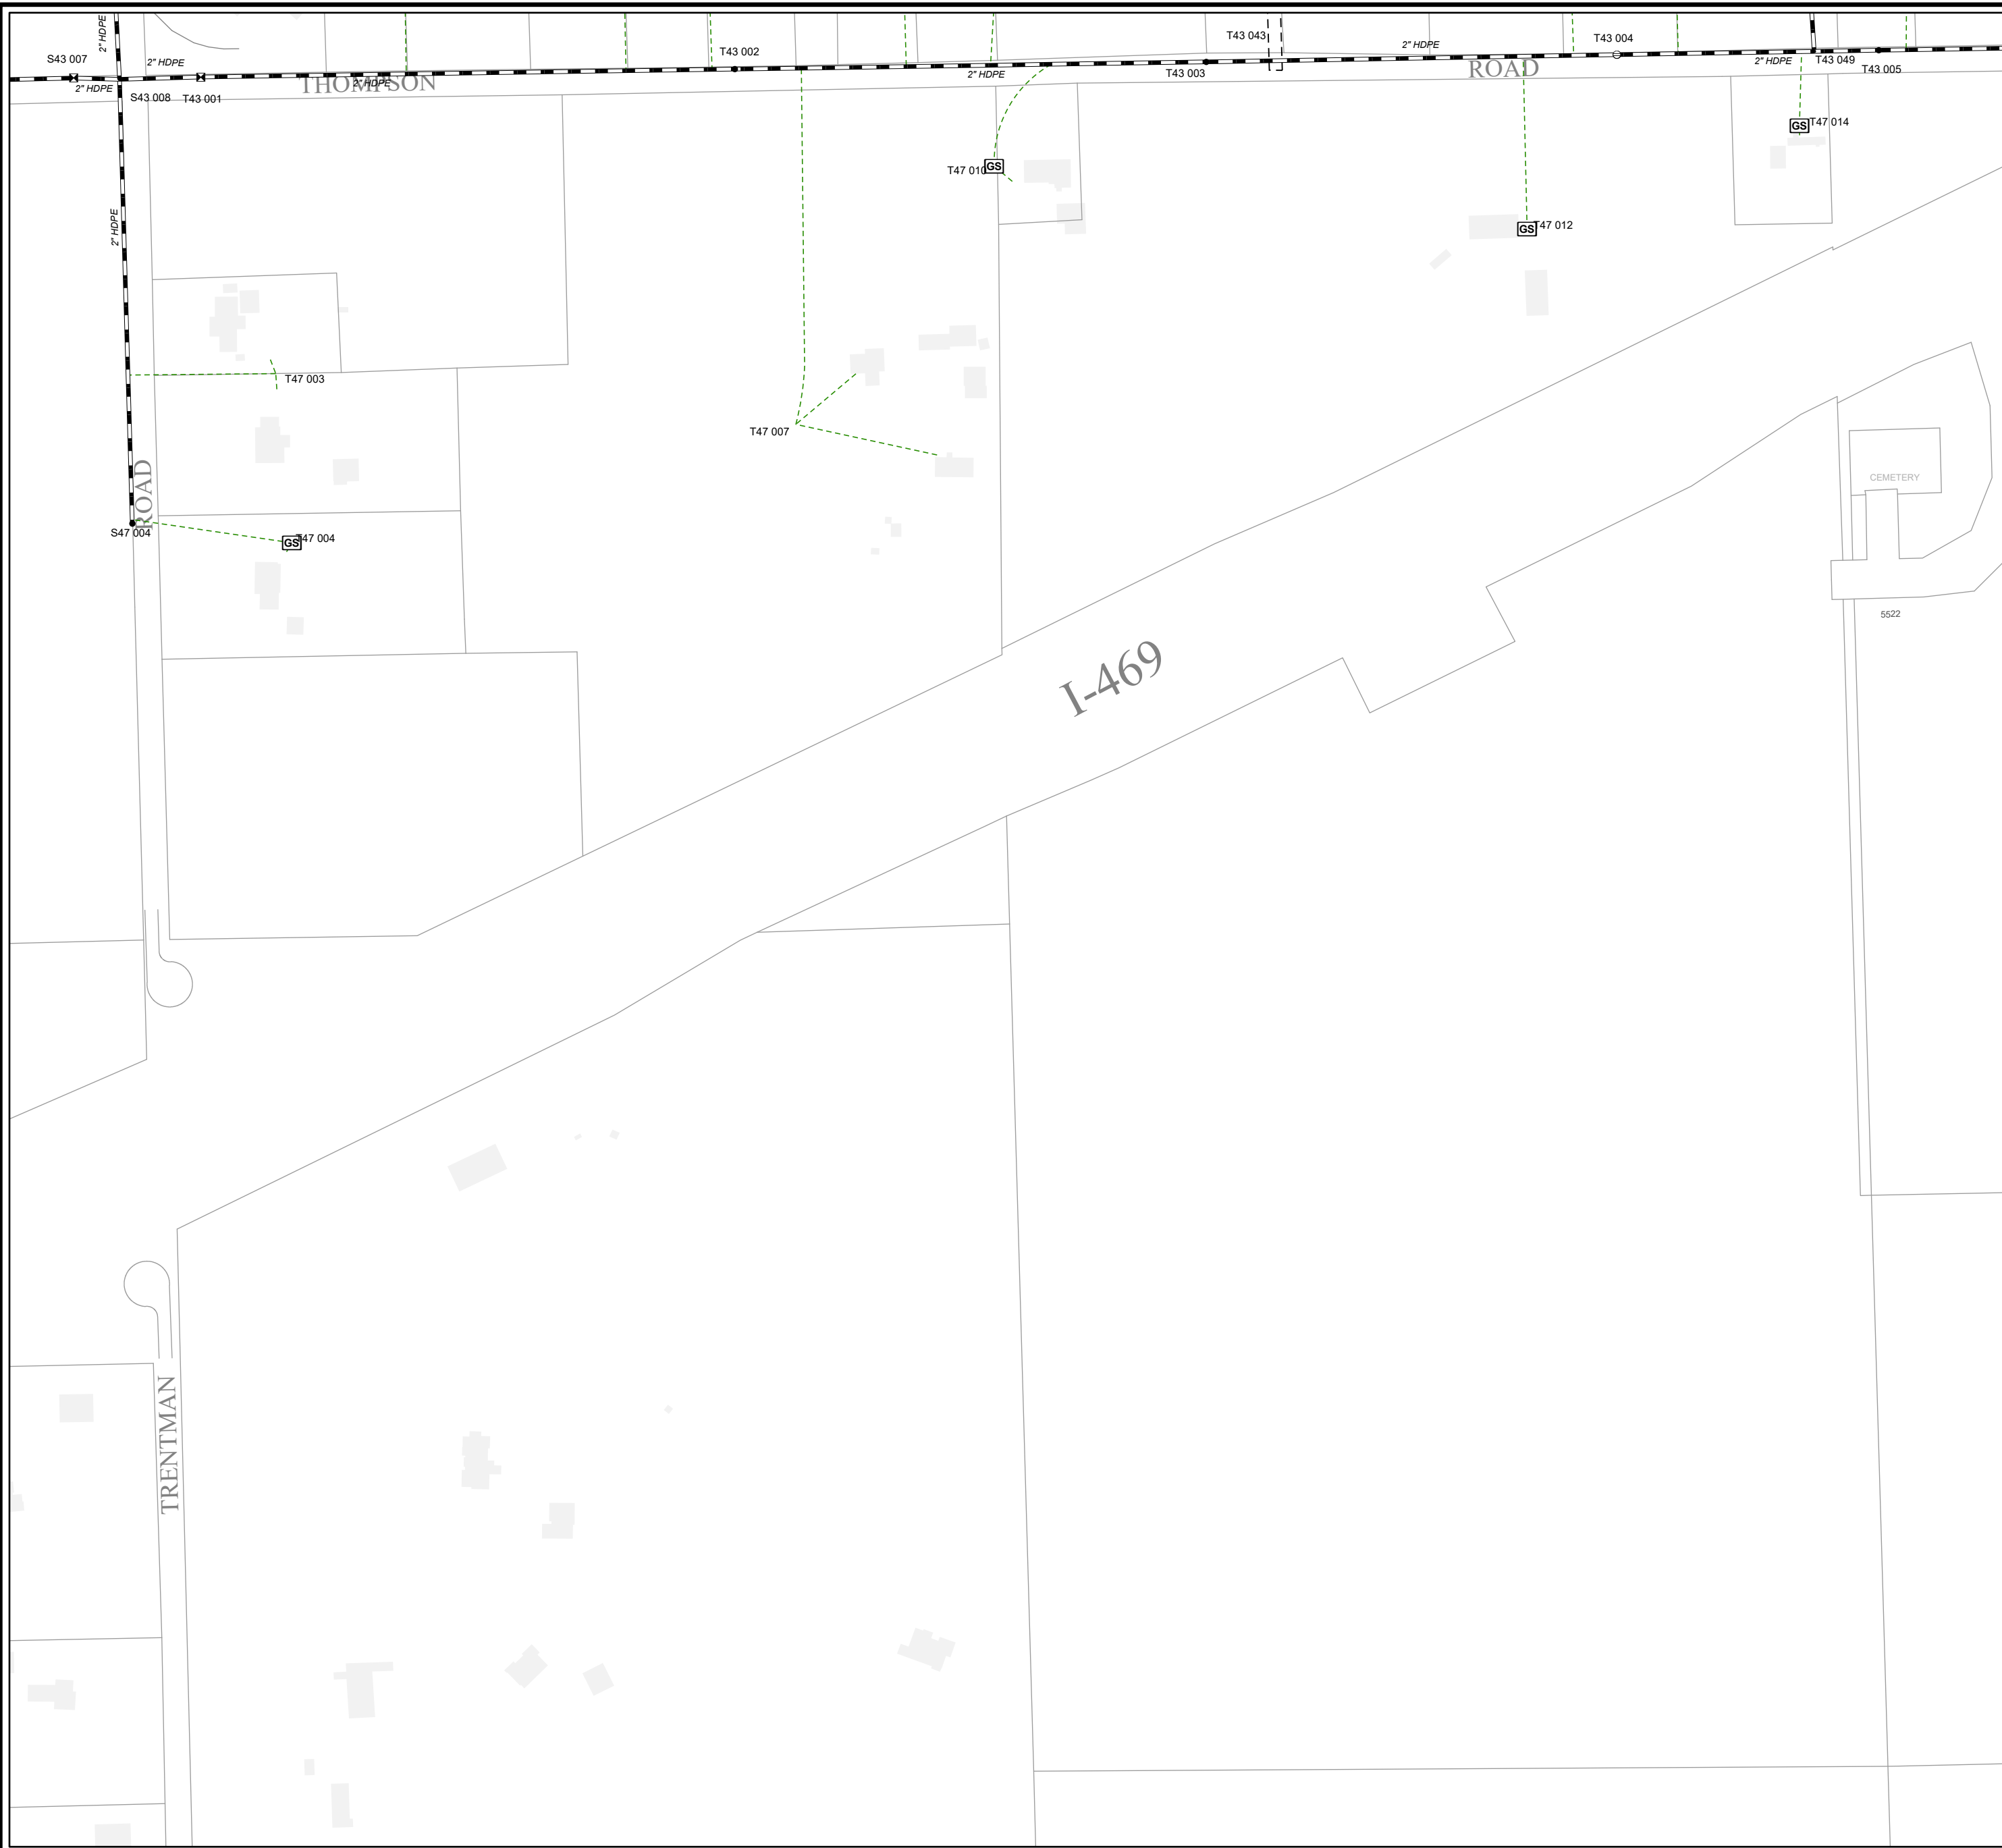 2" HDPE
S43 007
2" HDPE
2" HDPE
S43 008
T43 001
THOMPSON
2" HDPE
T43 002
2" HDPE
T43 003
T43 043
2" HDPE
ROAD
T43 004
2" HDPE
T43 049
T43 005
GS
T47 014
T47 010
GS
2" HDPE
GS
T47 012
T47 003
T47 007
ROAD
CEMETERY
S47 004
GS
T47 004
5522
I-469
TRENTMAN